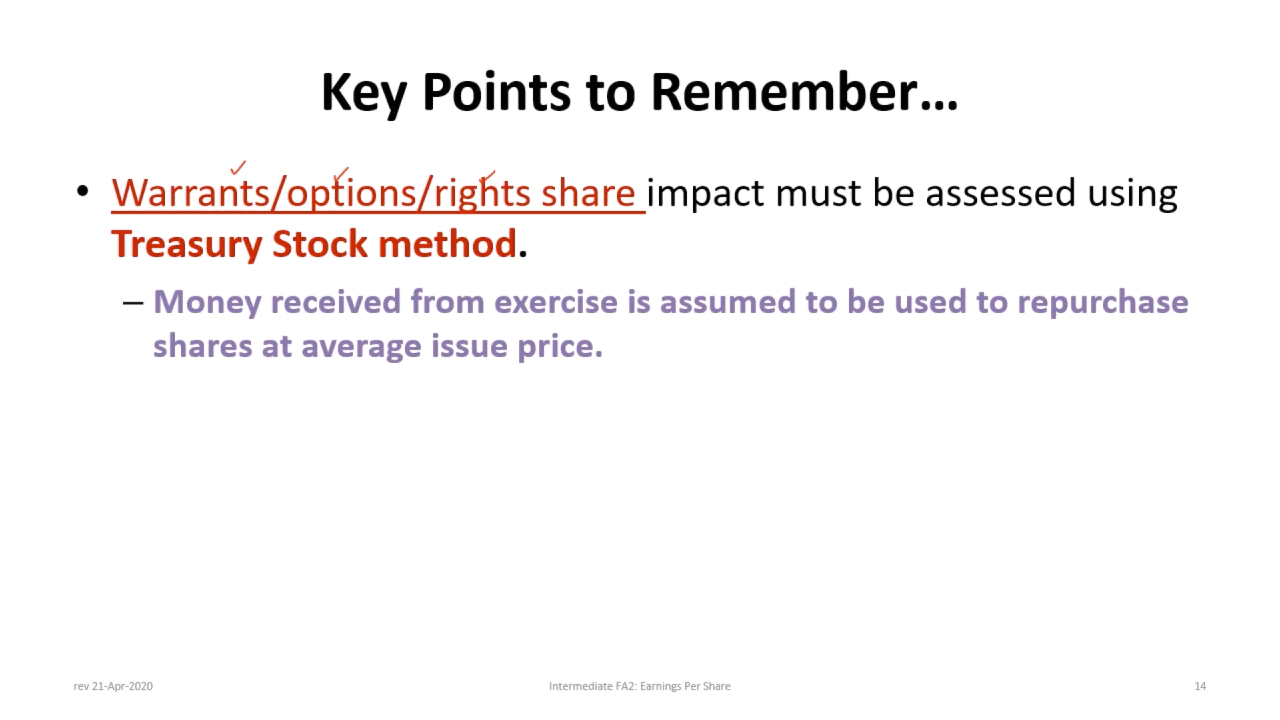 Key Points to Remember...
• Warrants/options/rights share impact must be assessed using
Treasury Stock method.
– Money received from exercise is assumed to be used to repurchase
shares at average issue price.
rev 21-Apr-2020
Intermediate FA2: Earnings Per Share
14